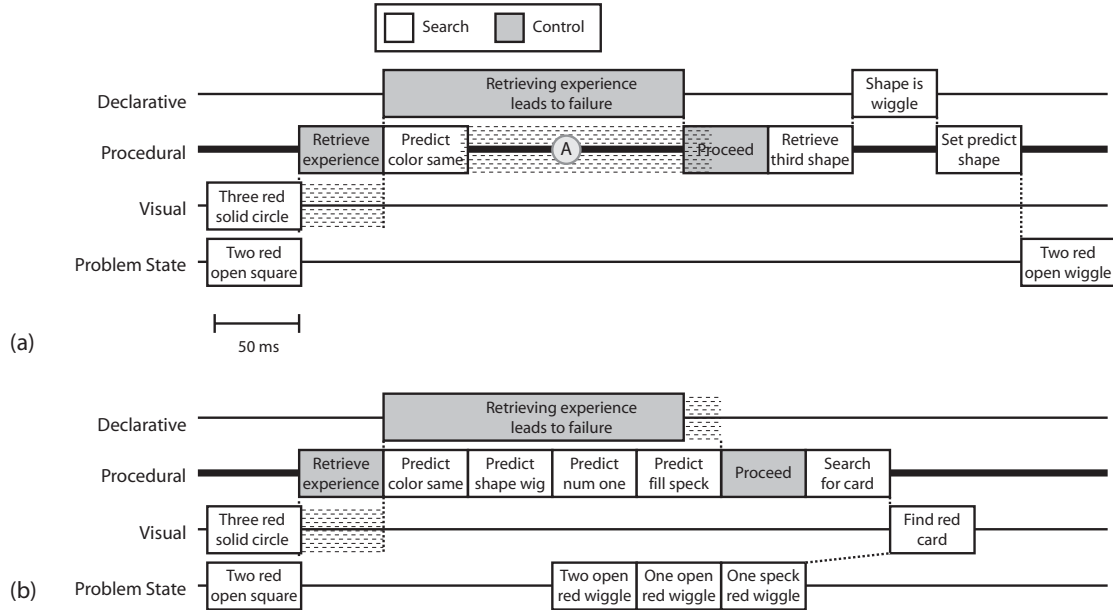 Search
Control
Declarative
Retrieving experience
leads to failure
Shape is
wiggle
Procedural
Retrieve
experience
Predict
color same
A
Proceed
Retrieve
third shape
Set predict
shape
Visual
Three red
solid circle
Problem State
Two red
open square
Two red
open wiggle
(a)
50 ms
Declarative
Retrieving experience
leads to failure
Procedural
Retrieve
experience
Predict
color same
Predict
shape wig
Predict
num one
Predict
fill speck
Proceed
Search
for card
Visual
Three red
solid circle
Find red
card
(b)
Problem State
Two red
open square
Two open
red wiggle
One open
red wiggle
One speck
red wiggle